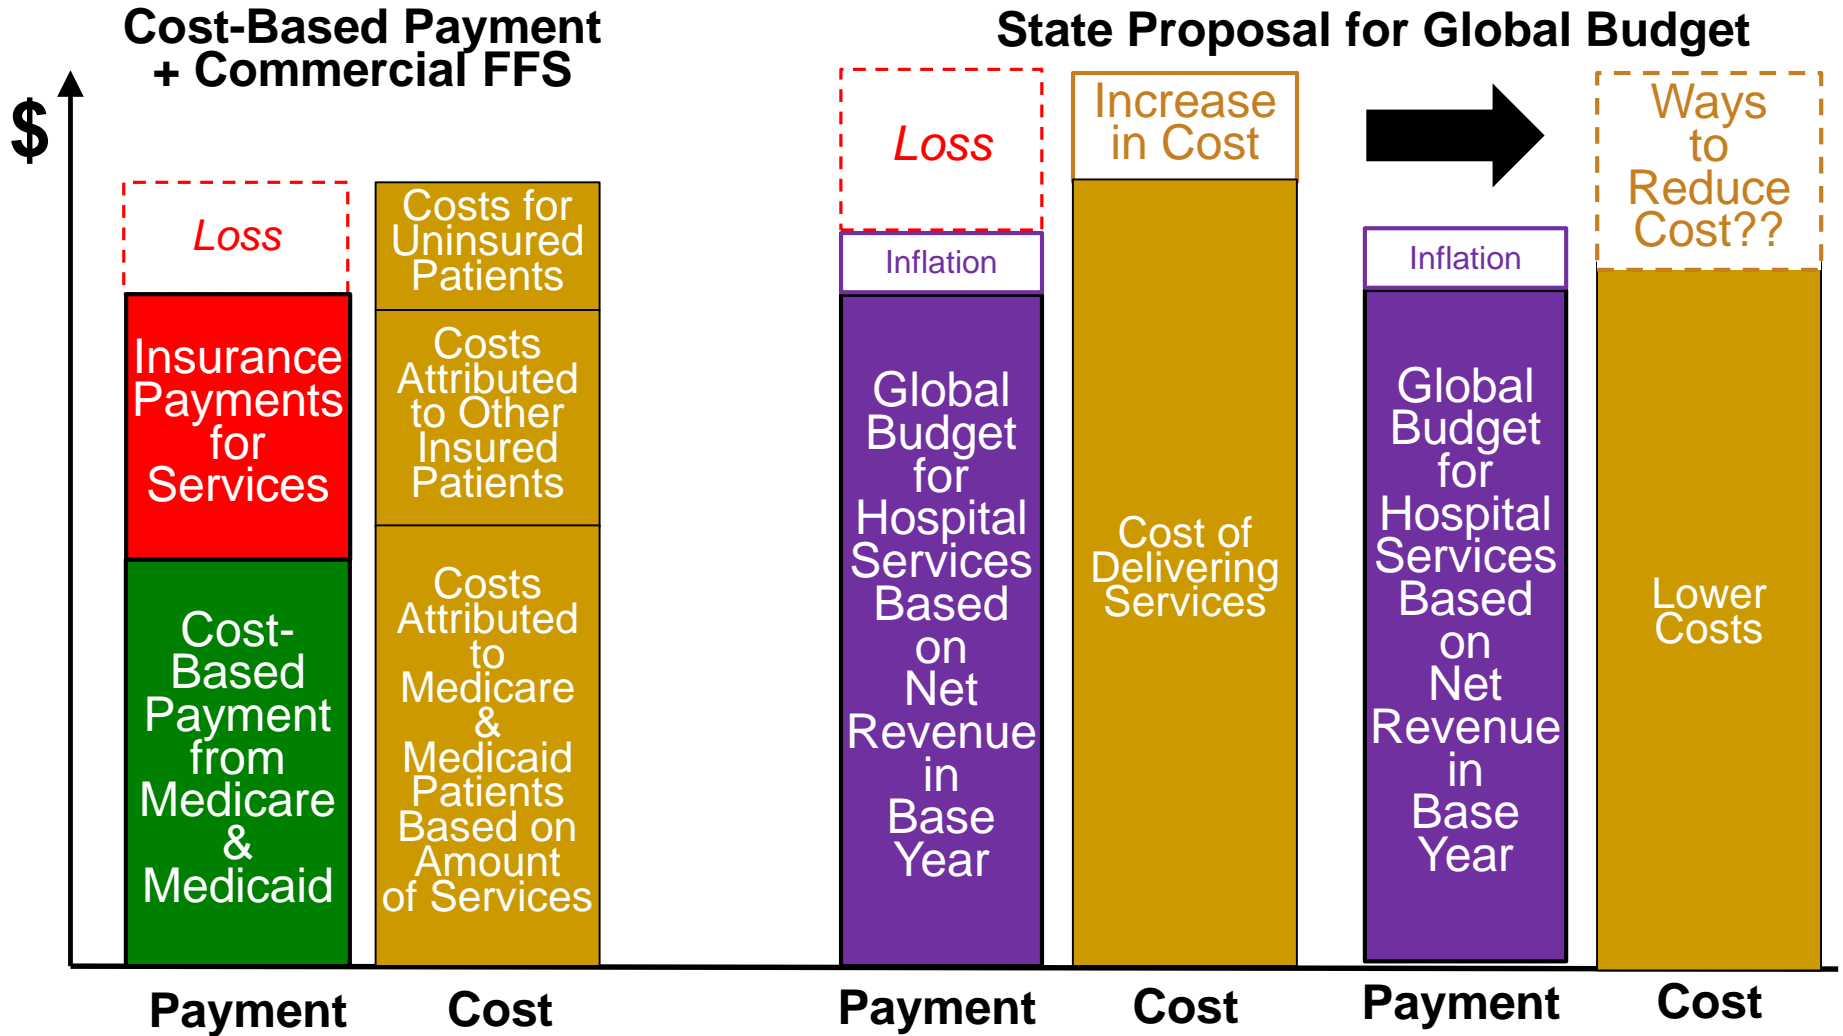 Cost-Based Payment
+ Commercial FFS
State Proposal for Global Budget
$
Loss
Insurance
Payments
for
Services
Cost-
Based
Payment
from
Medicare
&
Medicaid
Costs for
Uninsured
Patients
Costs
Attributed
to Other
Insured
Patients
Costs
Attributed
to
Medicare
&
Medicaid
Patients
Based on
Amount
of Services
Loss
Inflation
Global
Budget
for
Hospital
Services
Based
on
Net
Revenue
in
Base
Year
Increase
in Cost
Cost of
Delivering
Services
Inflation
Global
Budget
for
Hospital
Services
Based
on
Net
Revenue
in
Base
Year
Ways
to
Reduce
Cost??
Lower
Costs
Payment
Cost
Payment
Cost
Payment
Cost